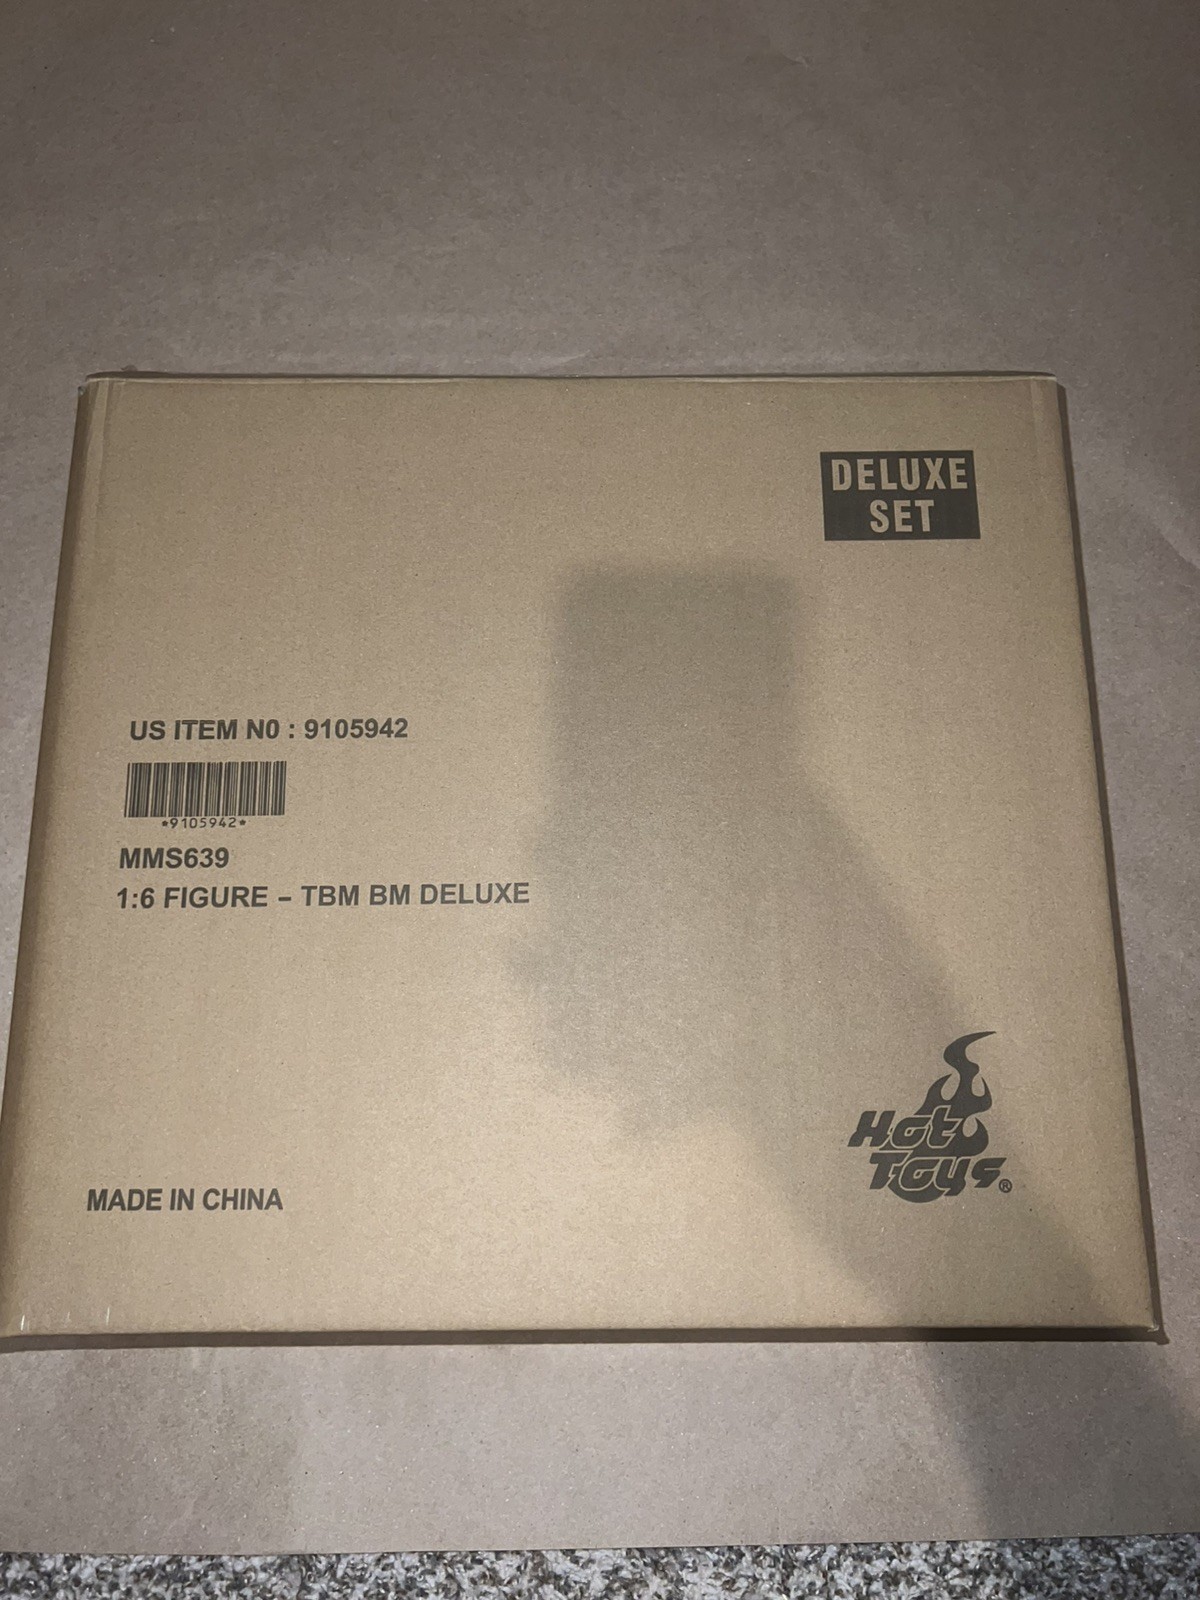 DELUXE
SET
US ITEM N0 : 9105942
*9105942*
MMS639
1:6 FIGURE – TBM BM DELUXE
Hot
Toys®
MADE IN CHINA